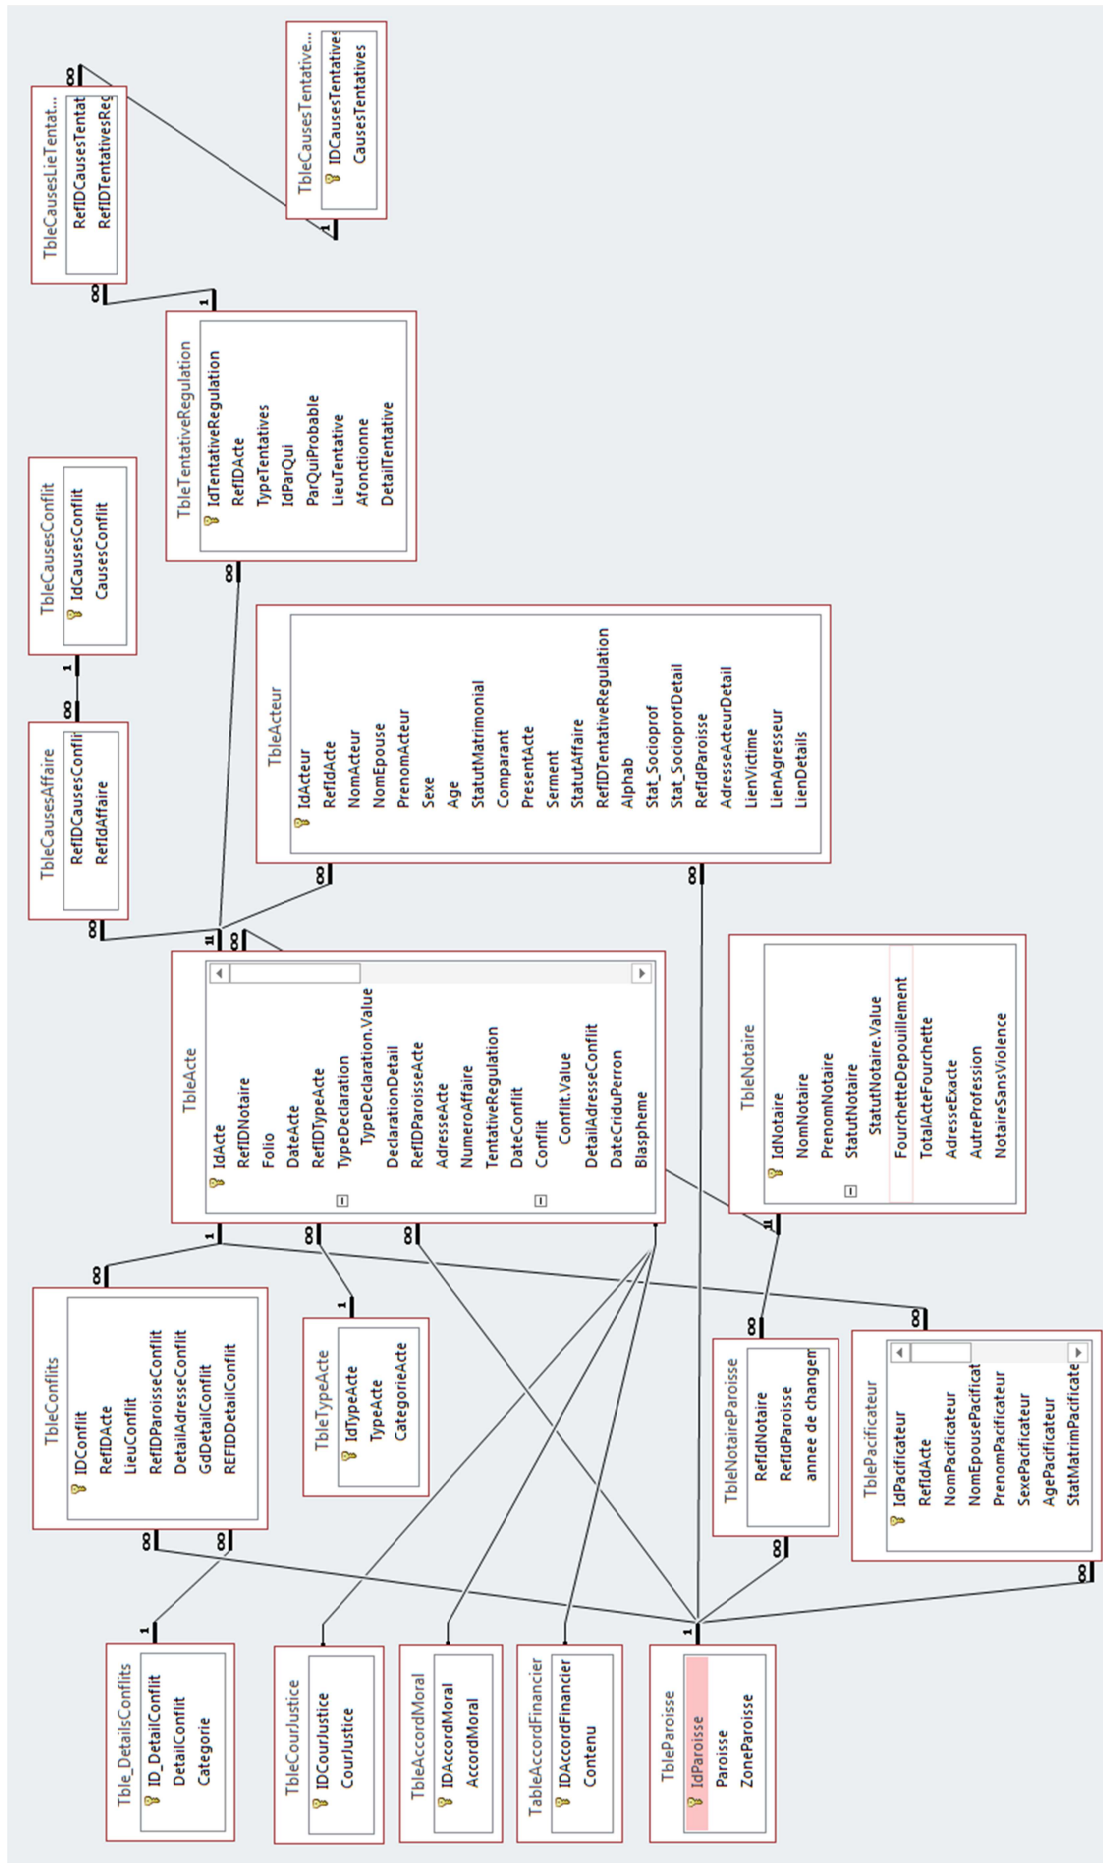 Tble_DetailsConflits
ID_DetailConflit
DetailConflit
Categorie
TbleCourJustice
IDCourJustice
CourJustice
TbleAccordMoral
IDAccordMoral
AccordMoral
TableAccordFinancier
IDAccordFinancier
Contenu
TbleParoisse
IdParoisse
Paroisse
ZoneParoisse
TbleConflits
IDConflit
RefIDActe
LieuConflit
RefIDParoisseConflit
DetailAdresseConflit
GdDetailConflit
REFIDDetailConflit
TbleTypeActe
IdTypeActe
TypeActe
CategorieActe
TbleNotaireParoisse
RefIdNotaire
RefIdParoisse
annee de changem
TblePacificateur
IdPacificateur
RefIdActe
NomPacificateur
NomEpousePacificat
PrenomPacificateur
SexePacificateur
AgePacificateur
StatMatrimPacificate
TbleActe
IdActe
RefIDNotaire
Folio
DateActe
RefIDTypeActe
TypeDeclaration
TypeDeclaration.Value
DeclarationDetail
RefIDParoisseActe
AdresseActe
NumeroAffaire
TentativeRegulation
DateConflit
Conflit
Conflit.Value
DetailAdresseConflit
DateCriduPerron
Blaspheme
TbleNotaire
IdNotaire
NomNotaire
PrenomNotaire
StatutNotaire
StatutNotaire.Value
FourchetteDepouillement
TotalActeFourchette
AdresseExacte
AutreProfession
NotaireSansViolence
TbleCausesAffaire
RefIDCausesConfli
RefIdAffaire
TbleActeur
IdActeur
RefIdActe
NomActeur
NomEpouse
PrenomActeur
Sexe
Age
StatutMatrimonial
Comparant
PresentActe
Serment
StatutAffaire
RefIDTentativeRegulation
Alphab
Stat_Socioprof
Stat_SocioprofDetail
RefIdParoisse
AdresseActeurDetail
LienVictime
LienAgresseur
LienDetails
TbleCausesConflit
IdCausesConflit
CausesConflit
TbleTentativeRegulation
IdTentativeRegulation
RefIDActe
TypeTentatives
IdParQui
ParQuiProbable
LieuTentative
Afonctionne
DetailTentative
TbleCausesLieTentat...
RefIDCausesTentat
RefIDTentativesReg
TbleCausesTentative...
IDCausesTentatives
CausesTentatives